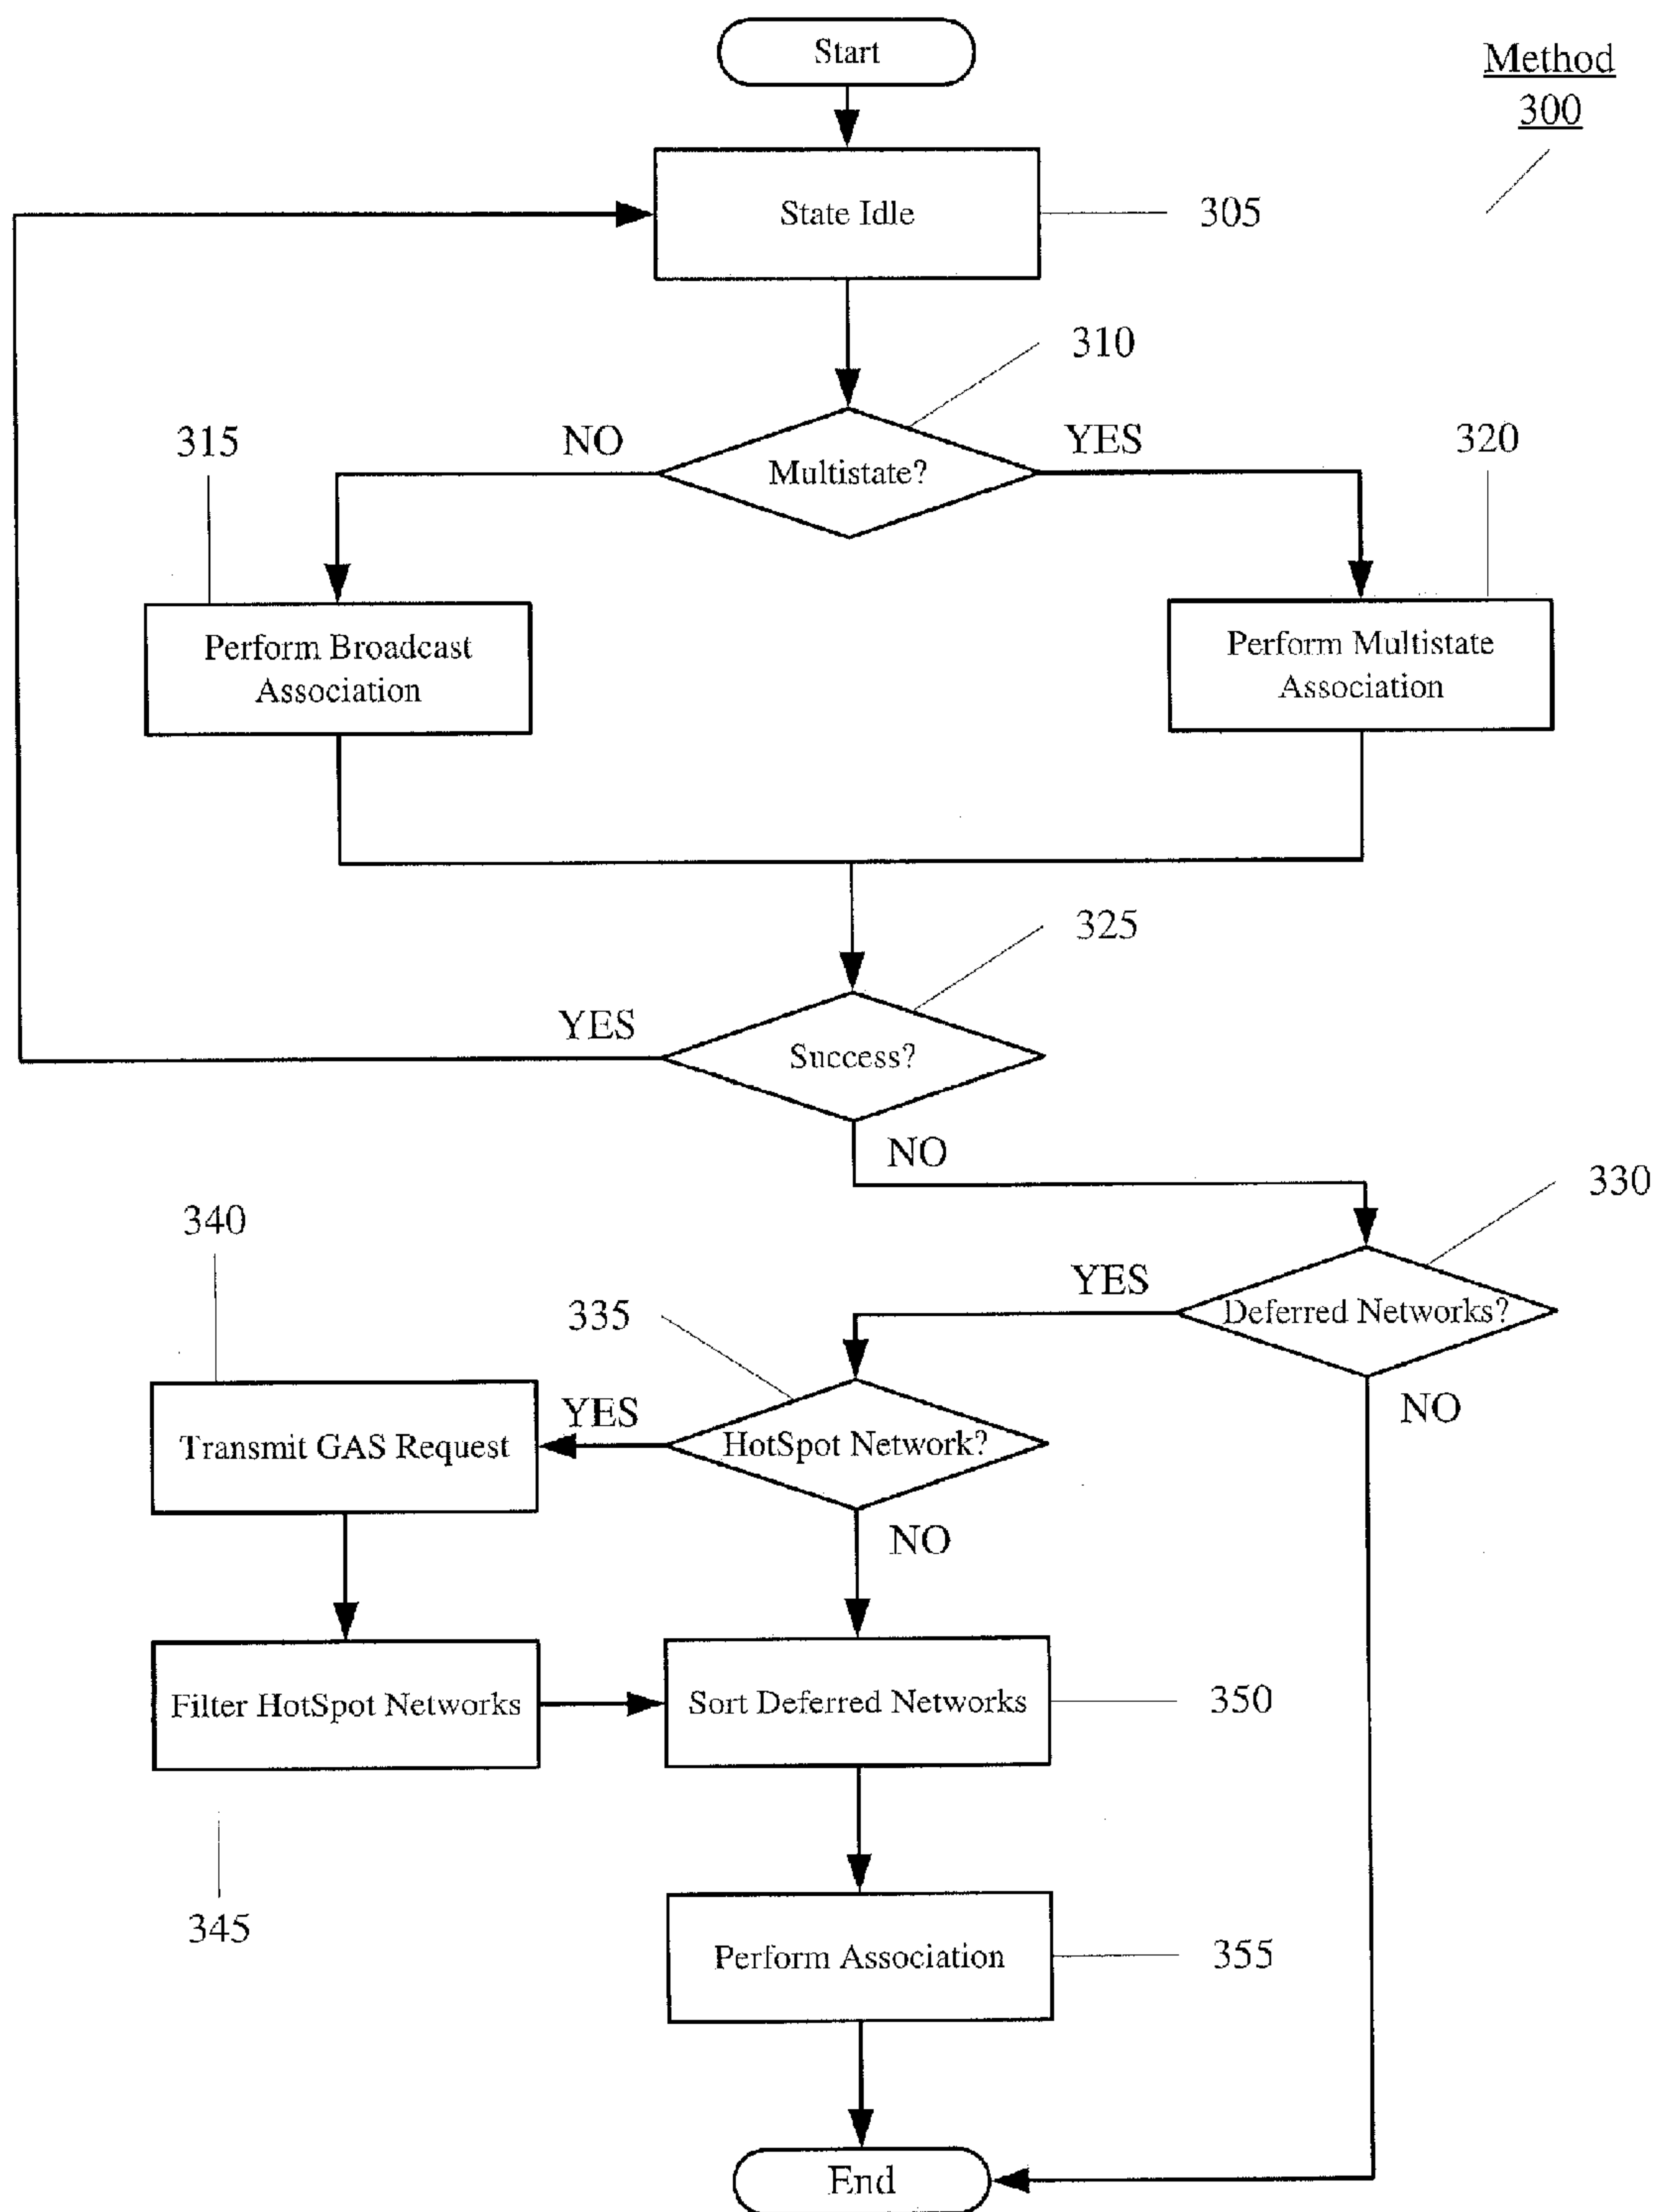 Start
Method
300
State Idle
305
310
NO
YES
315
320
Multistate?
Perform Broadcast
Association
Perform Multistate
Association
325
YES
Success?
NO
330
340
YES
335
Deferred Networks?
NO
YES
Transmit GAS Request
HotSpot Network?
NO
Filter HotSpot Networks
Sort Deferred Networks
350
345
Perform Association
355
End